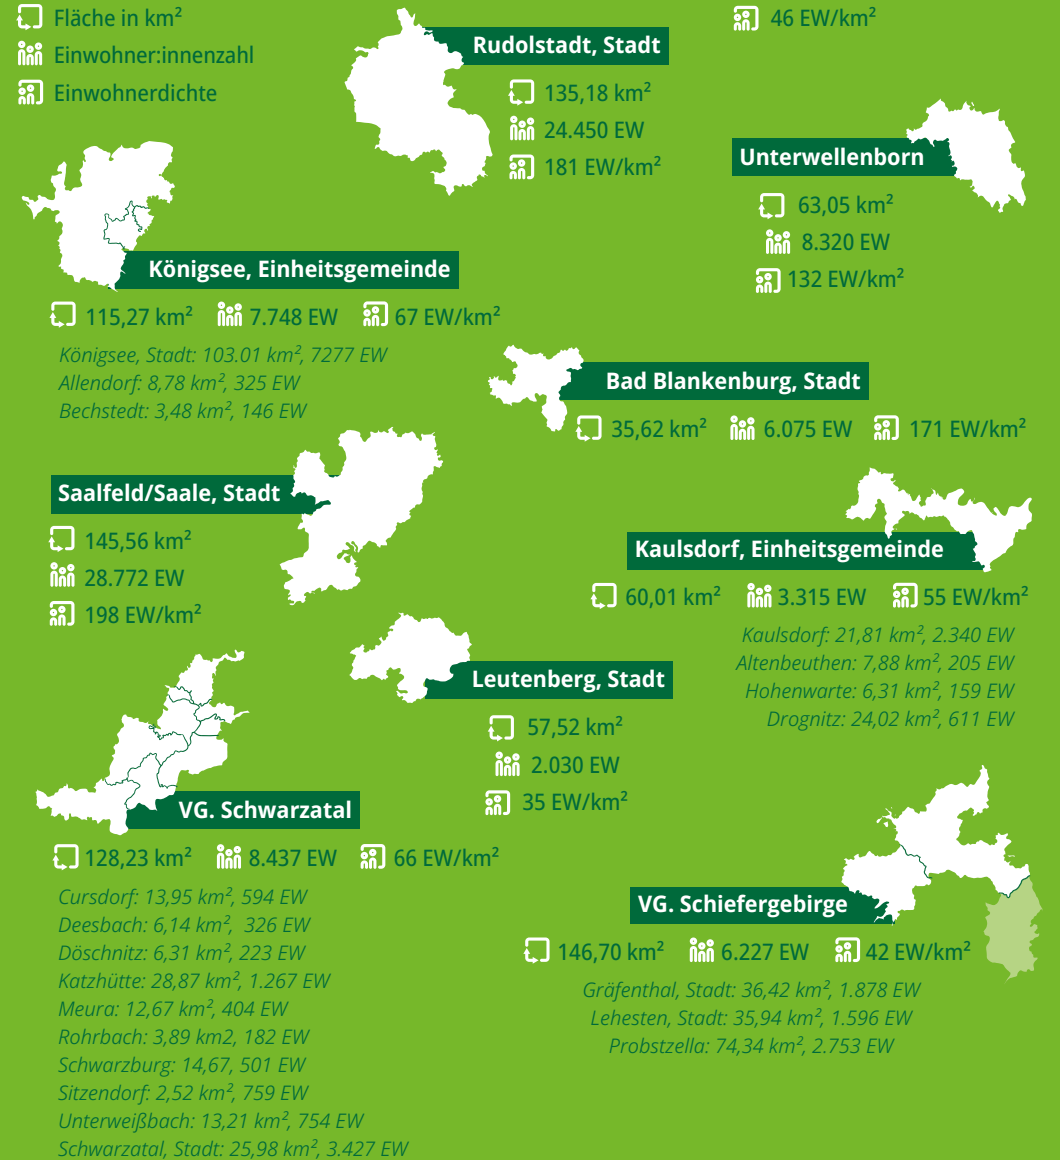 Fläche in km²
Einwohner:innenzahl
Einwohnerdichte
46 EW/km²
Rudolstadt, Stadt
135,18 km²
24.450 EW
181 EW/km²
Unterwellenborn
63,05 km²
8.320 EW
132 EW/km²
Königsee, Einheitsgemeinde
115,27 km² 7.748 EW 67 EW/km²
Königsee, Stadt: 103.01 km², 7277 EW
Allendorf: 8,78 km², 325 EW
Bechstedt: 3,48 km², 146 EW
Bad Blankenburg, Stadt
35,62 km² 6.075 EW 171 EW/km²
Saalfeld/Saale, Stadt
145,56 km²
28.772 EW
198 EW/km²
Kaulsdorf, Einheitsgemeinde
60,01 km² 3.315 EW 55 EW/km²
Kaulsdorf: 21,81 km², 2.340 EW
Altenbeuthen: 7,88 km², 205 EW
Hohenwarte: 6,31 km², 159 EW
Drognitz: 24,02 km², 611 EW
Leutenberg, Stadt
57,52 km²
2.030 EW
35 EW/km²
VG. Schwarzatal
128,23 km² 8.437 EW 66 EW/km²
Cursdorf: 13,95 km², 594 EW
Deesbach: 6,14 km², 326 EW
Döschnitz: 6,31 km², 223 EW
Katzhütte: 28,87 km², 1.267 EW
Meura: 12,67 km², 404 EW
Rohrbach: 3,89 km2, 182 EW
Schwarzburg: 14,67, 501 EW
Sitzendorf: 2,52 km², 759 EW
Unterweißbach: 13,21 km², 754 EW
Schwarzatal, Stadt: 25,98 km², 3.427 EW
VG. Schiefergebirge
146,70 km² 6.227 EW 42 EW/km²
Gräfenthal, Stadt: 36,42 km², 1.878 EW
Lehesten, Stadt: 35,94 km², 1.596 EW
Probstzella: 74,34 km², 2.753 EW